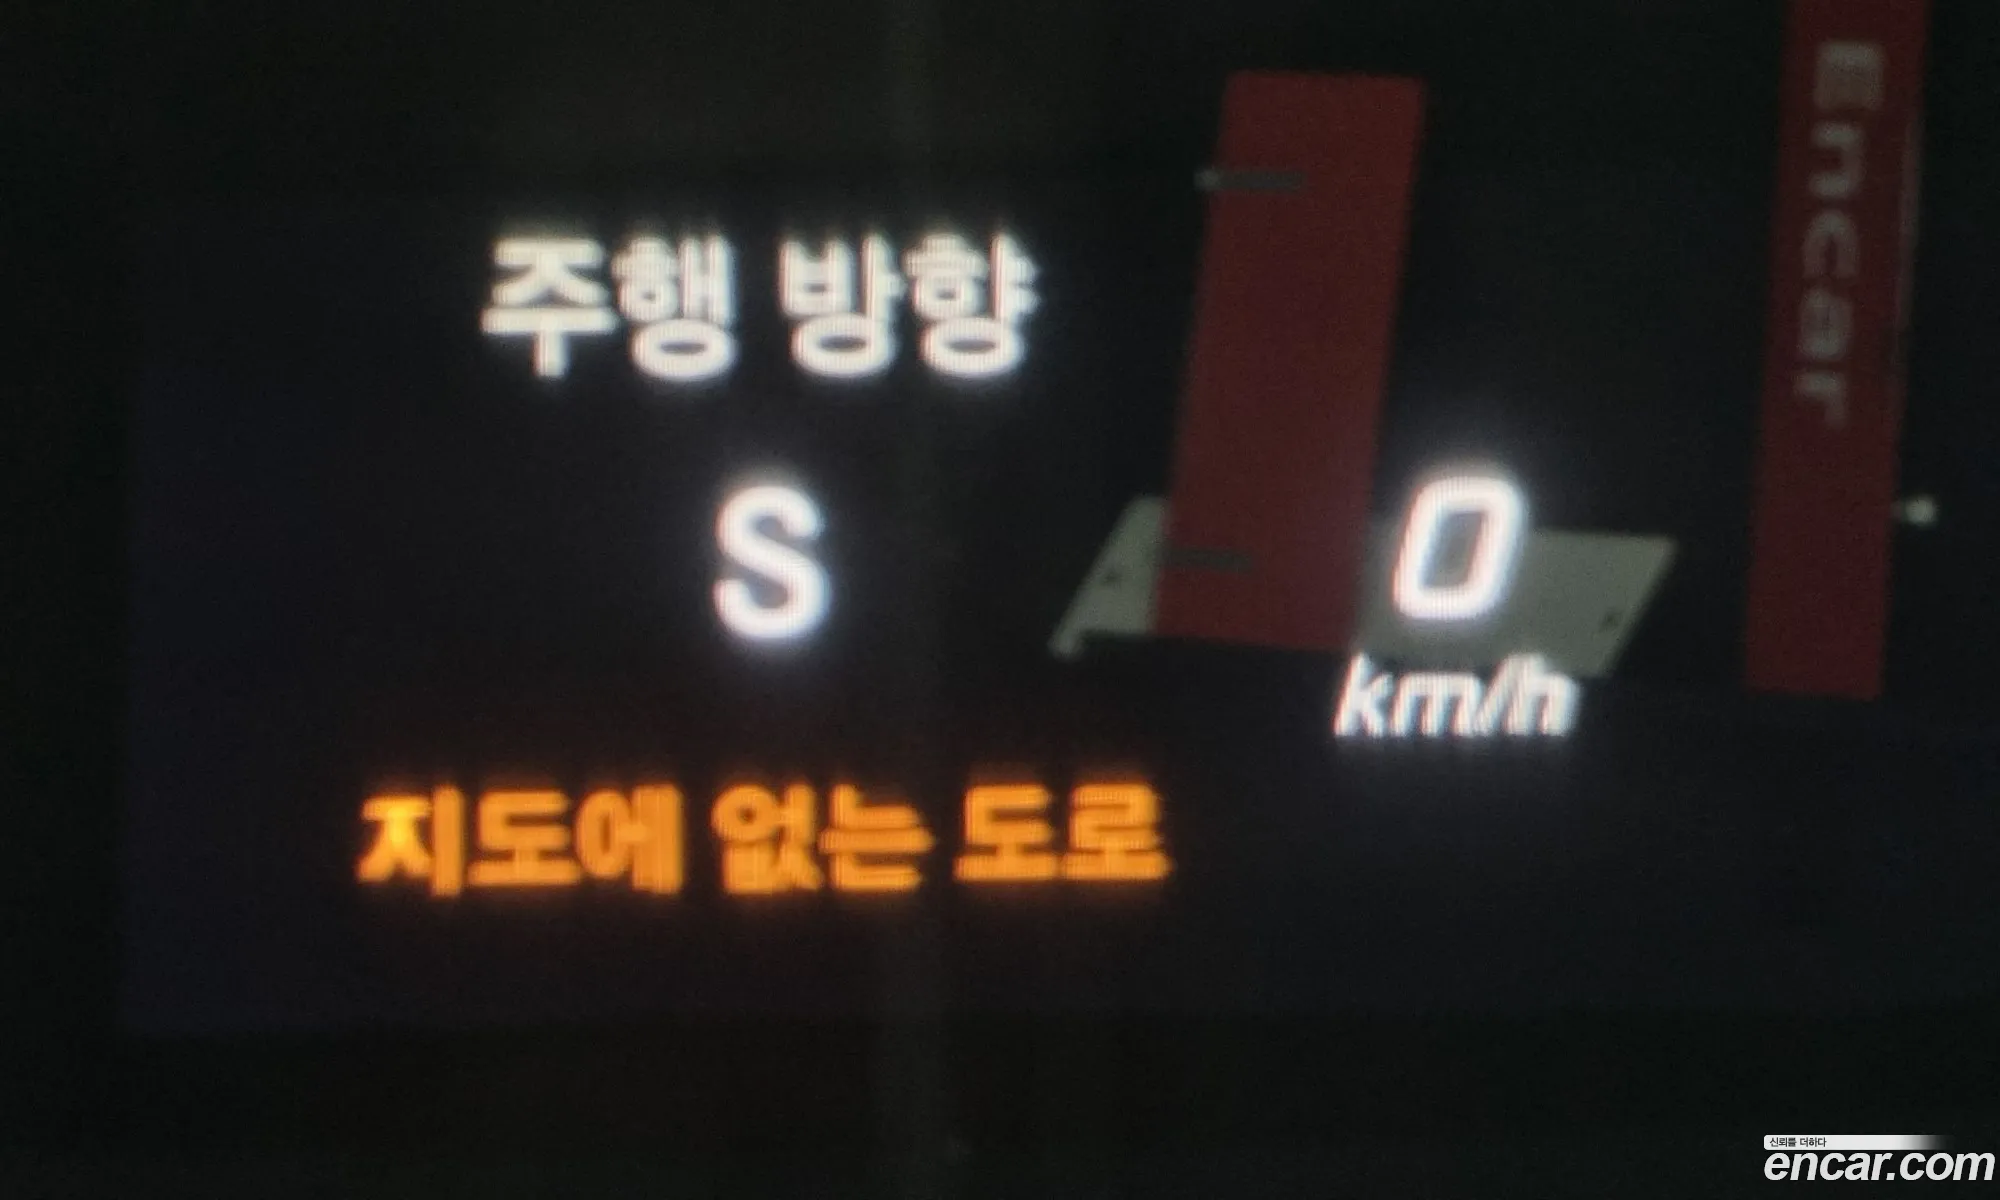 주행 방향
S
0
km/h
지도에 없는 도로
Encar
신뢰를 더하다
encar.com